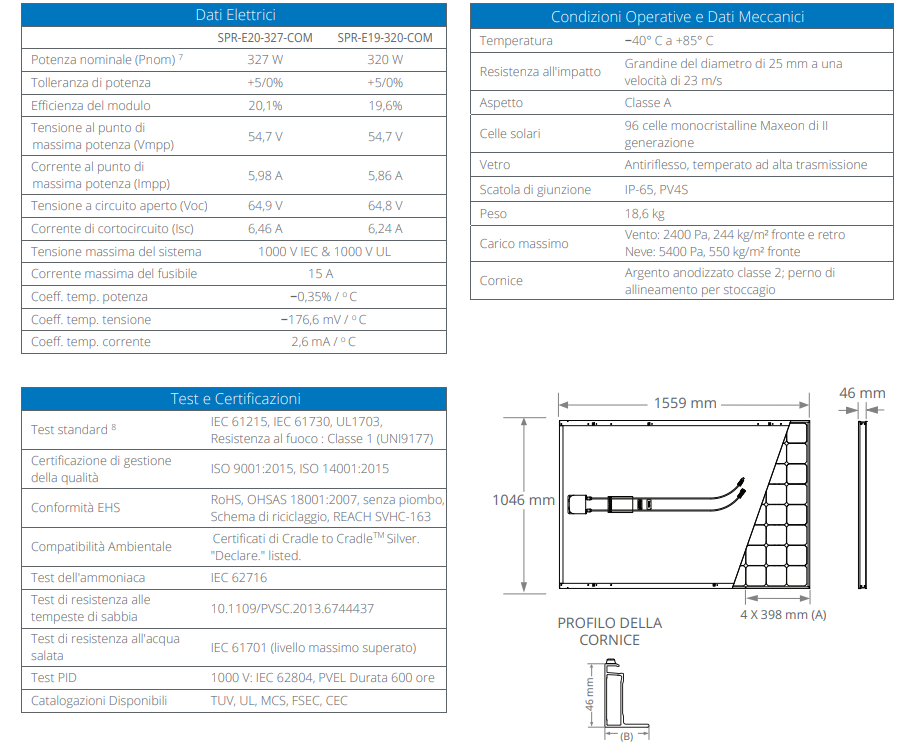 Dati Elettrici
SPR-E20-327-COM SPR-E19-320-COM
Potenza nominale (Pnom) 7 327 W 320 W
Tolleranza di potenza +5/0% +5/0%
Efficienza del modulo 20,1% 19,6%
Tensione al punto di
massima potenza (Vmpp) 54,7 V 54,7 V
Corrente al punto di
massima potenza (Impp) 5,98 A 5,86 A
Tensione a circuito aperto (Voc) 64,9 V 64,8 V
Corrente di cortocircuito (Isc) 6,46 A 6,24 A
Tensione massima del sistema 1000 V IEC & 1000 V UL
Corrente massima del fusibile 15 A
Coeff. temp. potenza −0,35% / º C
Coeff. temp. tensione −176,6 mV / º C
Coeff. temp. corrente 2,6 mA / º C
Condizioni Operative e Dati Meccanici
Temperatura −40° C a +85° C
Resistenza all'impatto Grandine del diametro di 25 mm a una
velocità di 23 m/s
Aspetto Classe A
Celle solari 96 celle monocristalline Maxeon di II
generazione
Vetro Antiriflesso, temperato ad alta trasmissione
Scatola di giunzione IP-65, PV4S
Peso 18,6 kg
Carico massimo Vento: 2400 Pa, 244 kg/m² fronte e retro
Neve: 5400 Pa, 550 kg/m² fronte
Cornice Argento anodizzato classe 2; perno di
allineamento per stoccagio
Test e Certificazioni
Test standard 8 IEC 61215, IEC 61730, UL1703,
Resistenza al fuoco : Classe 1 (UNI9177)
Certificazione di gestione
della qualità ISO 9001:2015, ISO 14001:2015
Conformità EHS RoHS, OHSAS 18001:2007, senza piombo,
Schema di riciclaggio, REACH SVHC-163
Compatibilità Ambientale Certificati di Cradle to Cradle™ Silver.
"Declare." listed.
Test dell'ammoniaca IEC 62716
Test di resistenza alle
tempeste di sabbia 10.1109/PVSC.2013.6744437
Test di resistenza all'acqua
salata IEC 61701 (livello massimo superato)
Test PID 1000 V: IEC 62804, PVEL Durata 600 ore
Catalogazioni Disponibili TUV, UL, MCS, FSEC, CEC
1559 mm
46 mm
1046 mm
4 X 398 mm (A)
PROFILO DELLA
CORNICE
46 mm
(B)